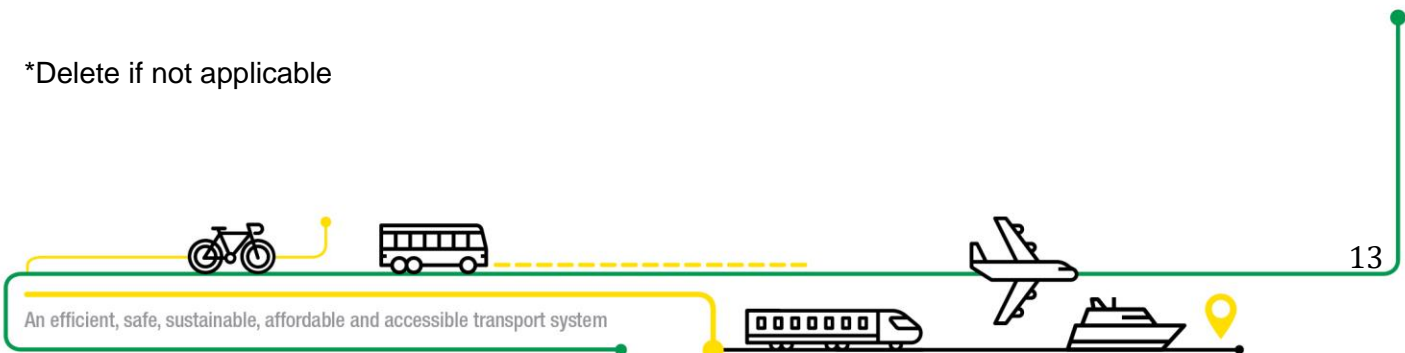 *Delete if not applicable
13
An efficient, safe, sustainable, affordable and accessible transport system